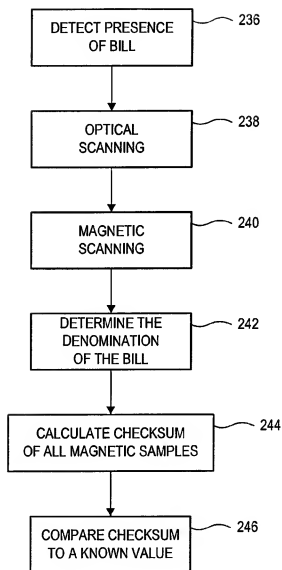 DETECT PRESENCE
OF BILL
236
OPTICAL
SCANNING
238
MAGNETIC
SCANNING
240
DETERMINE THE
DENOMINATION
OF THE BILL
242
CALCULATE CHECKSUM
OF ALL MAGNETIC SAMPLES
244
COMPARE CHECKSUM
TO A KNOWN VALUE
246